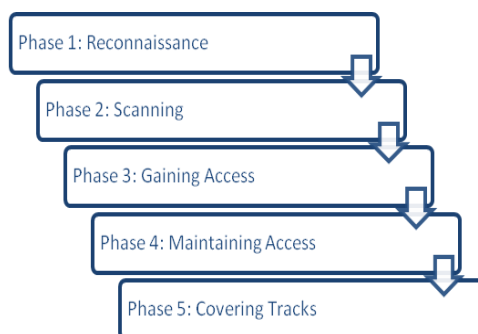 Phase 1: Reconnaissance
Phase 2: Scanning
Phase 3: Gaining Access
Phase 4: Maintaining Access
Phase 5: Covering Tracks